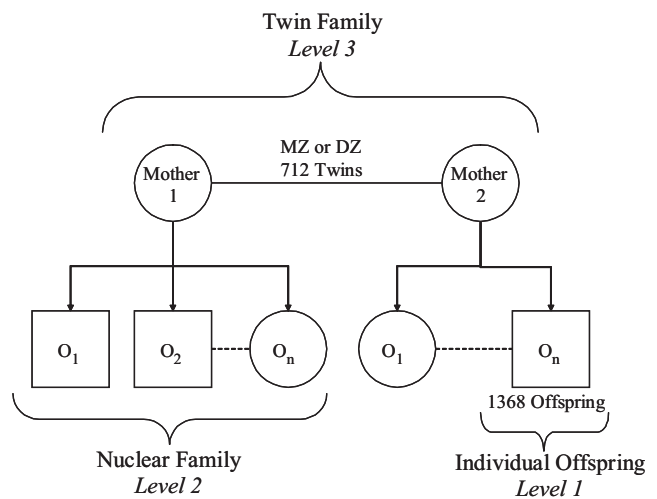 Twin Family
Level 3
MZ or DZ
712 Twins
Mother
1
Mother
2
O1
O2
On
O1
On
1368 Offspring
Nuclear Family
Level 2
Individual Offspring
Level 1